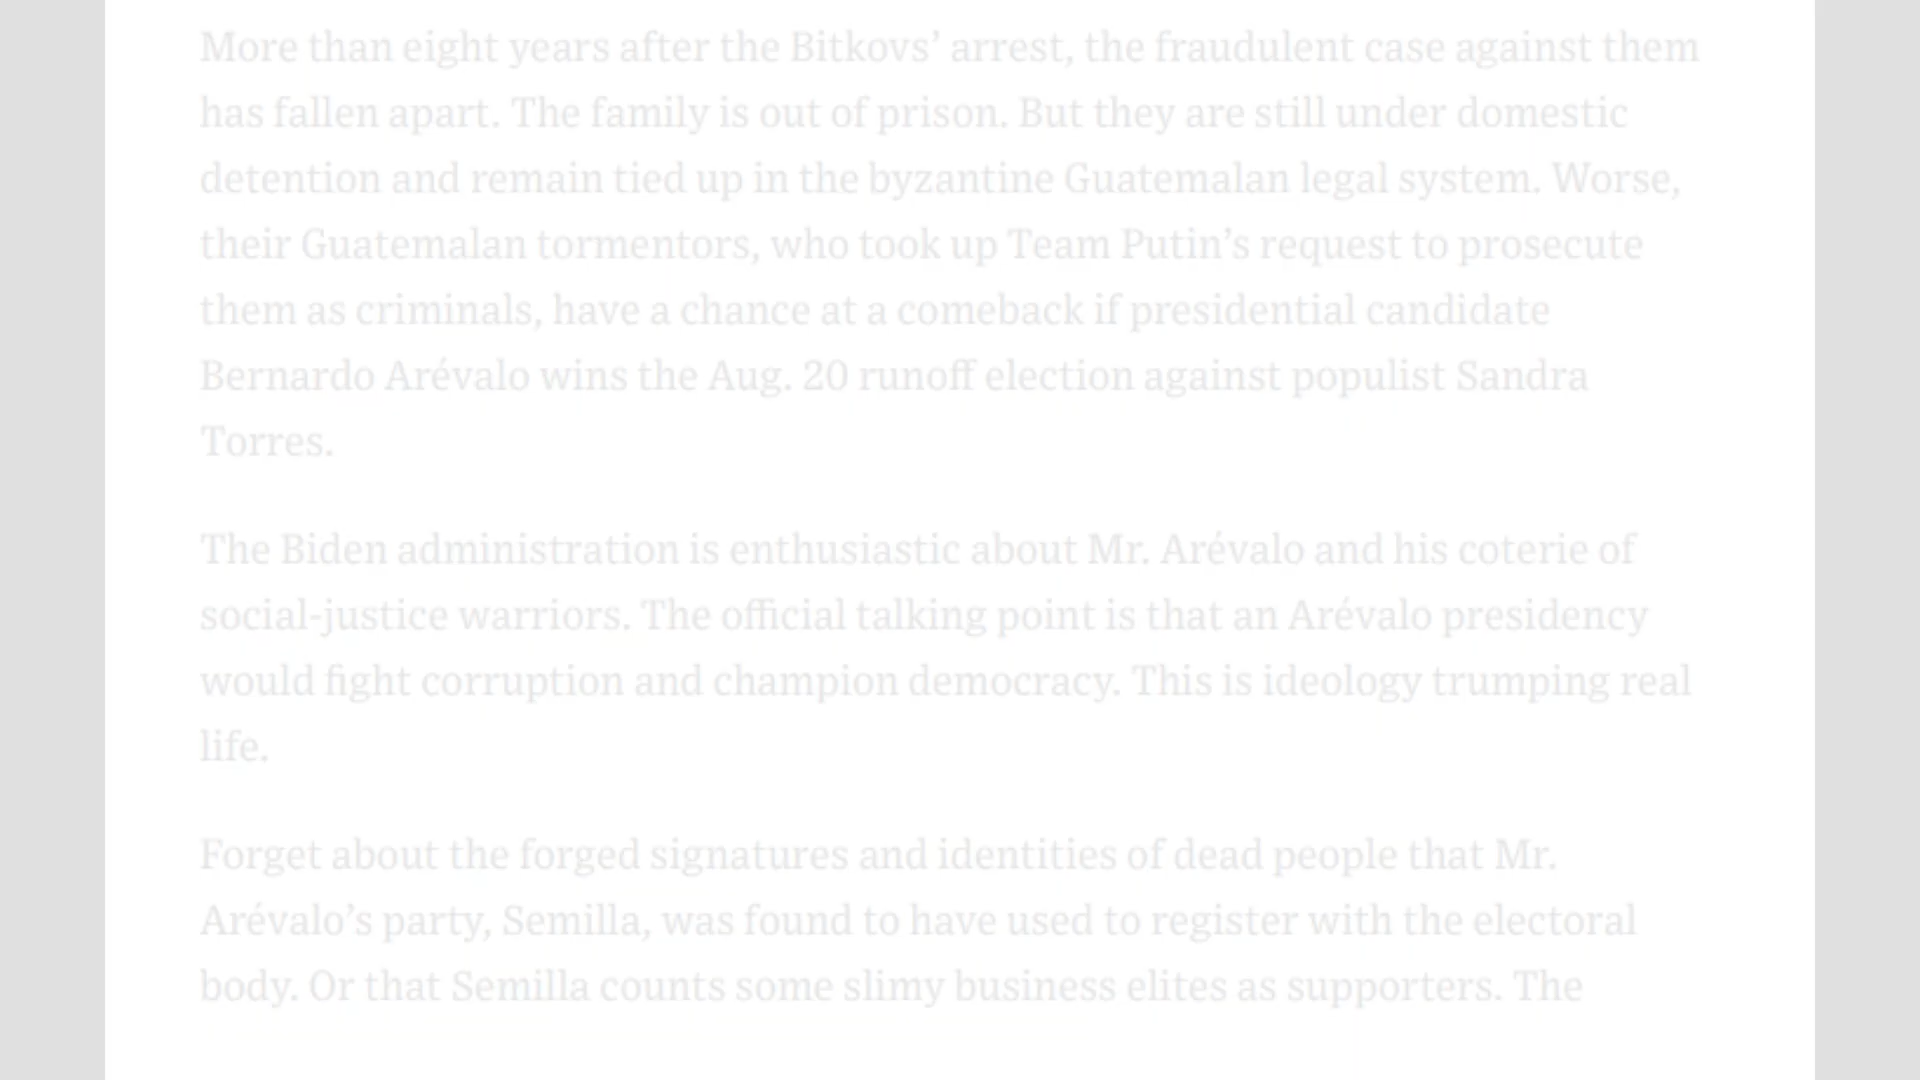 More than eight years after the Bitkovs’ arrest, the fraudulent case against them
has fallen apart. The family is out of prison. But they are still under domestic
detention and remain tied up in the byzantine Guatemalan legal system. Worse,
their Guatemalan tormentors, who took up Team Putin’s request to prosecute
them as criminals, have a chance at a comeback if presidential candidate
Bernardo Arévalo wins the Aug. 20 runoff election against populist Sandra
Torres.
The Biden administration is enthusiastic about Mr. Arévalo and his coterie of
social-justice warriors. The official talking point is that an Arévalo presidency
would fight corruption and champion democracy. This is ideology trumping real
life.
Forget about the forged signatures and identities of dead people that Mr.
Arévalo’s party, Semilla, was found to have used to register with the electoral
body. Or that Semilla counts some slimy business elites as supporters. The